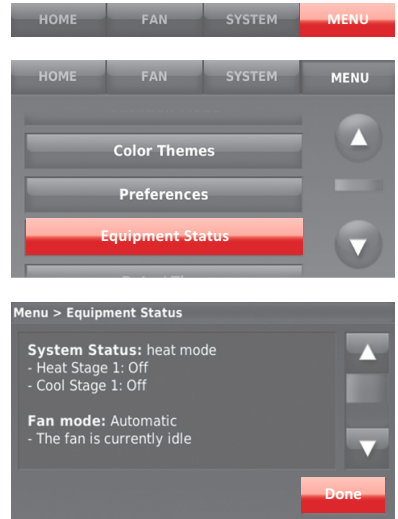 HOME FAN SYSTEM MENU
HOME FAN SYSTEM MENU
Color Themes
Preferences
Equipment Status
Menu > Equipment Status
System Status: heat mode
- Heat Stage 1: Off
- Cool Stage 1: Off
Fan mode: Automatic
- The fan is currently idle
Done